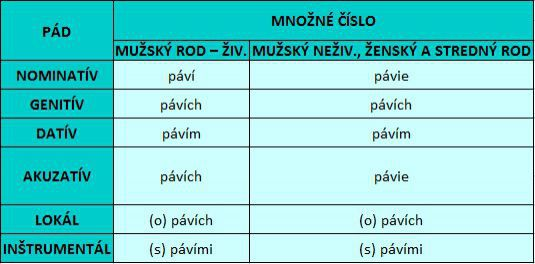 PÁD MNOŽNÉ ČÍSLO
MUŽSKÝ ROD – ŽIV. MUŽSKÝ NEŽIV., ŽENSKÝ A STREDNÝ ROD
NOMINATÍV páví pávie
GENITÍV pávích pávích
DATÍV pávím pávím
AKUZATÍV pávích pávie
LOKÁL (o) pávích (o) pávích
INŠTRUMENTÁL (s) pávími (s) pávími